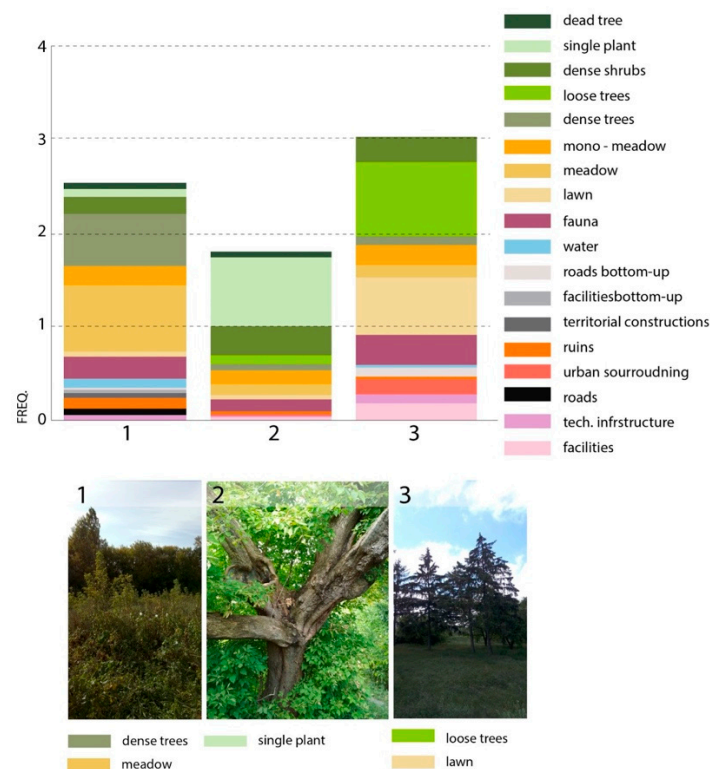 4
3
2
1
0
FREQ.
1
2
3
dead tree
single plant
dense shrubs
loose trees
dense trees
mono - meadow
meadow
lawn
fauna
water
roads bottom-up
facilitiesbottom-up
territorial constructions
ruins
urban sourroudning
roads
tech. infrstructure
facilities
1
2
3
dense trees
single plant
loose trees
meadow
lawn